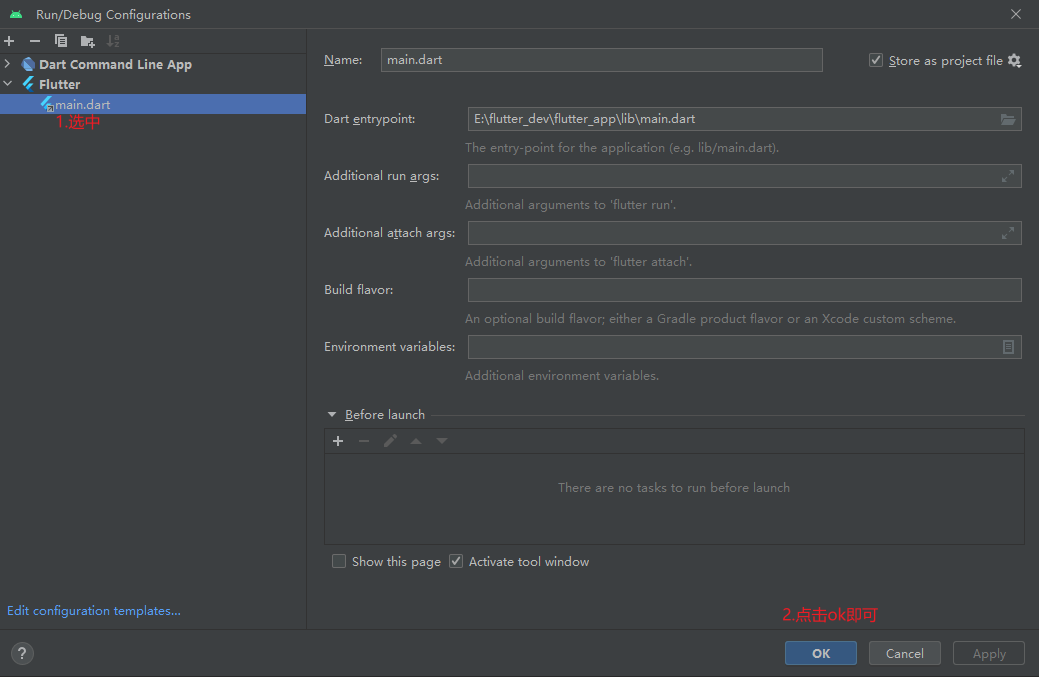 Run/Debug Configurations
Dart Command Line App
Flutter
main.dart
1.选中
Name: main.dart Store as project file
Dart entrypoint: E:\flutter_dev\flutter_app\lib\main.dart
The entry-point for the application (e.g. lib/main.dart).
Additional run args:
Additional arguments to 'flutter run'.
Additional attach args:
Additional arguments to 'flutter attach'.
Build flavor:
An optional build flavor; either a Gradle product flavor or an Xcode custom scheme.
Environment variables:
Additional environment variables.
Before launch
There are no tasks to run before launch
Show this page Activate tool window
Edit configuration templates...
2.点击ok即可
? OK Cancel Apply